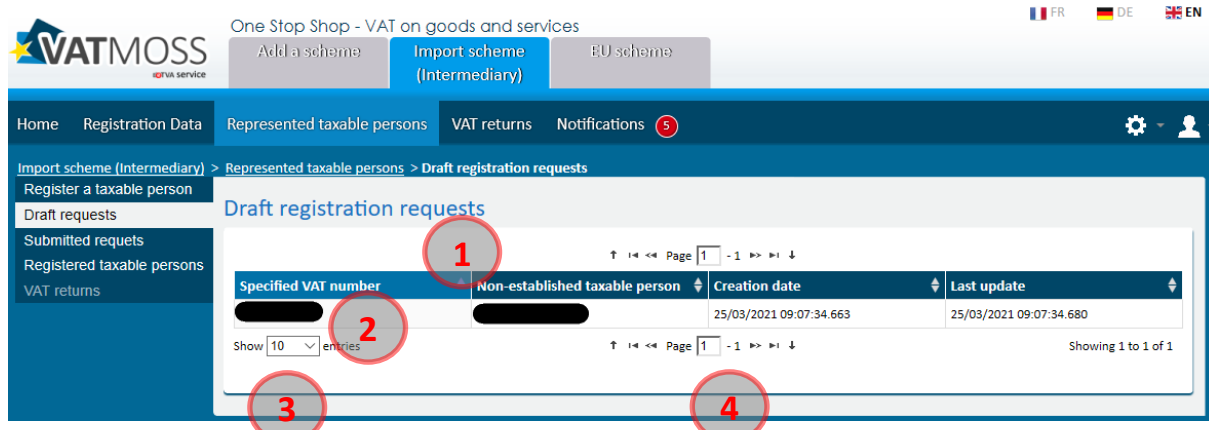 FR DE EN
One Stop Shop - VAT on goods and services
VATMOSS
eTVA service
Add a scheme
Import scheme
(Intermediary)
EU scheme
Home Registration Data Represented taxable persons VAT returns Notifications 5
Import scheme (Intermediary) > Represented taxable persons > Draft registration requests
Register a taxable person
Draft requests
Submitted requets
Registered taxable persons
VAT returns
Draft registration requests
1
Page 1 - 1
Specified VAT number Non-established taxable person Creation date Last update
25/03/2021 09:07:34.663 25/03/2021 09:07:34.680
2
Show 10 entries Page 1 - 1 Showing 1 to 1 of 1
3 4